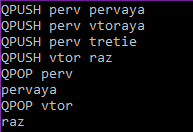 QPUSH perv pervaya
QPUSH perv vtoraya
QPUSH perv tretie
QPUSH vtor raz
QPOP perv
pervaya
QPOP vtor
raz